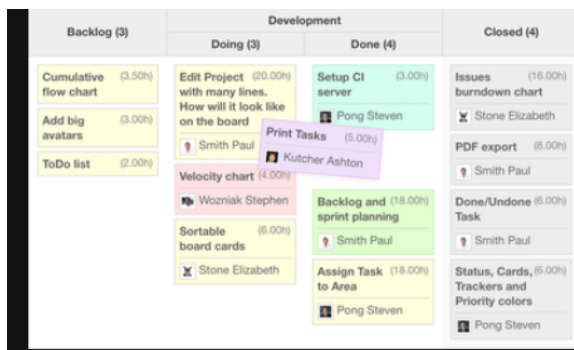 Backlog (3)
Development
Doing (3)
Done (4)
Closed (4)
Cumulative (3.50h)
flow chart
Add big (3.00h)
avatars
ToDo list (2.00h)
Edit Project (20.00h)
with many lines.
How will it look like
on the board
Smith Paul
Velocity chart (4.00h)
Wozniak Stephen
Sortable (6.00h)
board cards
Stone Elizabeth
Print Tasks (5.00h)
Kutcher Ashton
Setup CI (3.00h)
server
Pong Steven
Backlog and (18.00h)
sprint planning
Smith Paul
Assign Task (18.00h)
to Area
Pong Steven
Issues (16.00h)
burndown chart
Stone Elizabeth
PDF export (8.00h)
Smith Paul
Done/Undone (6.00h)
Task
Smith Paul
Status, Cards, (6.00h)
Trackers and
Priority colors
Pong Steven